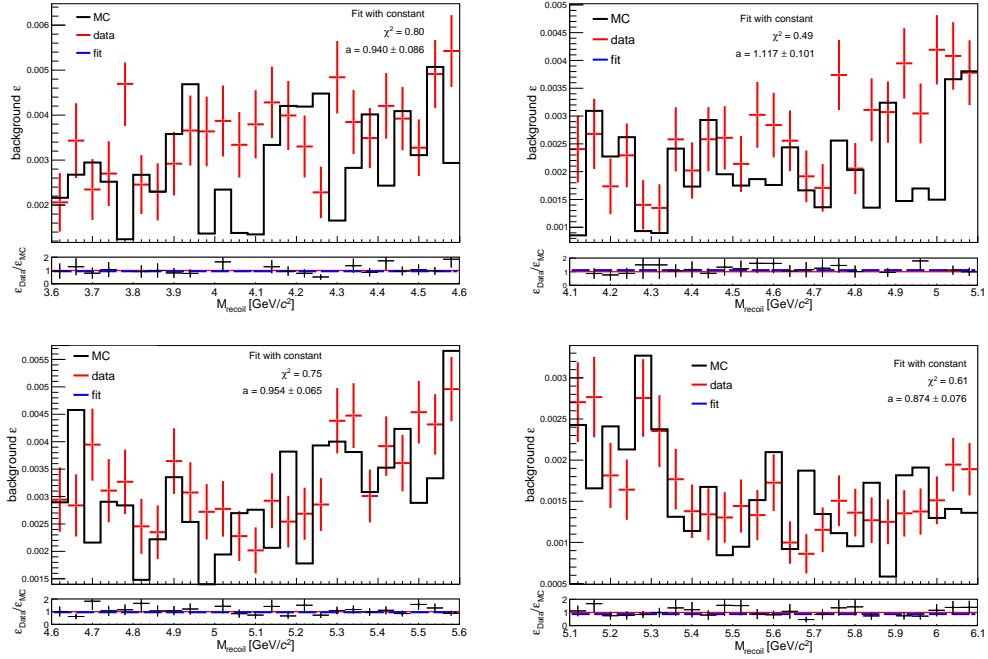 0.006
0.005
0.004
0.003
0.002
background ε
MC
data
fit
Fit with constant
χ² = 0.80
a = 0.940 ± 0.086
ε_Data/ε_MC
2
1
0
3.6 3.7 3.8 3.9 4 4.1 4.2 4.3 4.4 4.5 4.6
M_recoil [GeV/c²]
0.005
0.004
0.003
0.002
0.001
background ε
MC
data
fit
Fit with constant
χ² = 0.49
a = 1.117 ± 0.101
ε_Data/ε_MC
2
1
0
4.1 4.2 4.3 4.4 4.5 4.6 4.7 4.8 4.9 5 5.1
M_recoil [GeV/c²]
0.0055
0.005
0.0045
0.004
0.0035
0.003
0.0025
0.002
0.0015
background ε
MC
data
fit
Fit with constant
χ² = 0.75
a = 0.954 ± 0.065
ε_Data/ε_MC
2
1
0
4.6 4.7 4.8 4.9 5 5.1 5.2 5.3 5.4 5.5 5.6
M_recoil [GeV/c²]
0.003
0.0025
0.002
0.0015
0.001
0.0005
background ε
MC
data
fit
Fit with constant
χ² = 0.61
a = 0.874 ± 0.076
ε_Data/ε_MC
2
1
0
5.1 5.2 5.3 5.4 5.5 5.6 5.7 5.8 5.9 6 6.1
M_recoil [GeV/c²]